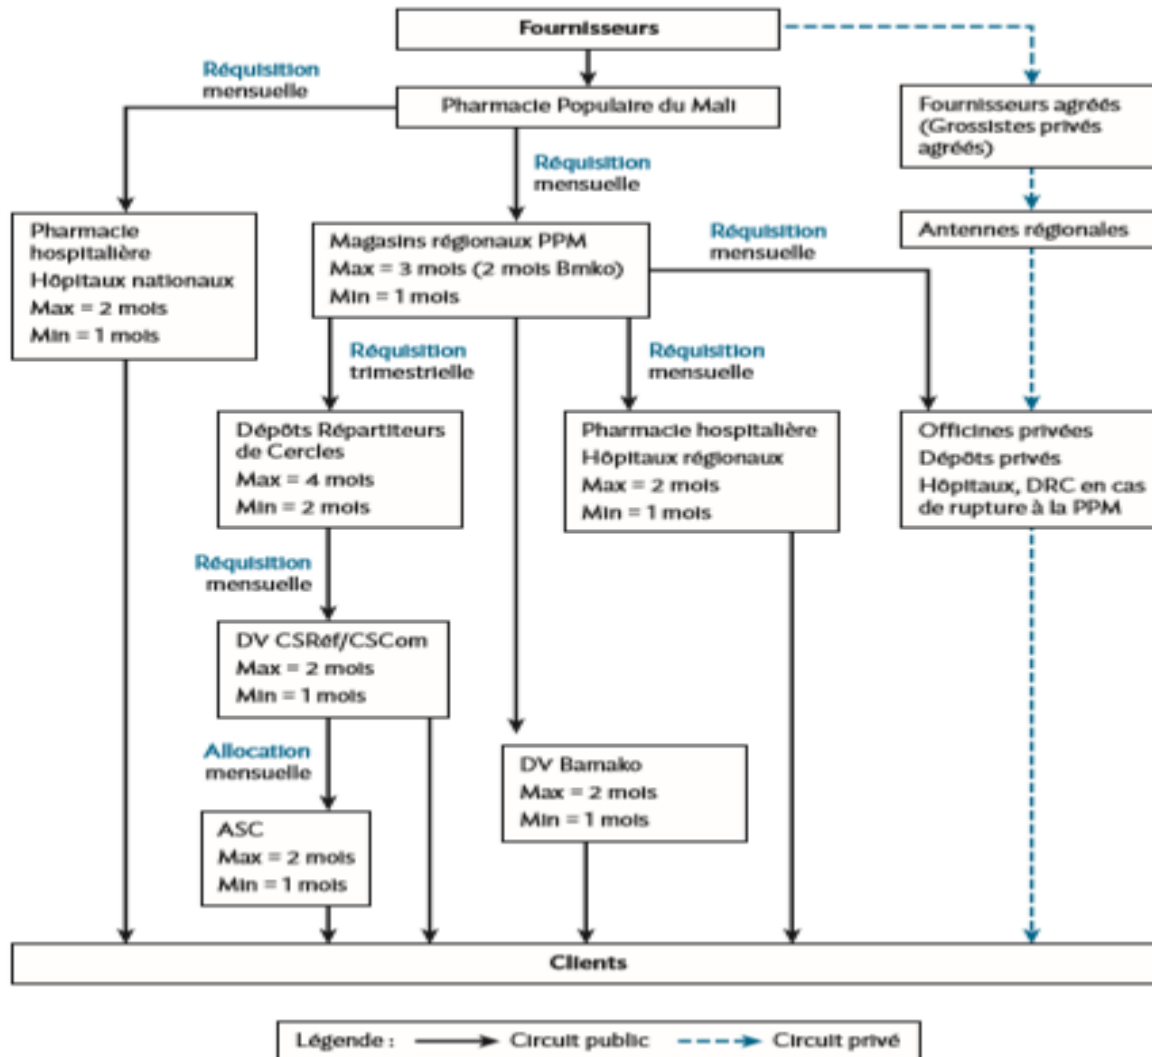 Fournisseurs
Réquisition
mensuelle
Pharmacie Populaire du Mali
Fournisseurs agréés
(Grossistes privés
agréés)
Réquisition
mensuelle
Pharmacie
hospitalière
Hôpitaux nationaux
Max = 2 mois
Min = 1 mois
Magasins régionaux PPM
Max = 3 mois (2 mois Bmko)
Min = 1 mois
Réquisition
mensuelle
Antennes régionales
Réquisition
trimestrielle
Réquisition
mensuelle
Dépôts Répartiteurs
de Cercles
Max = 4 mois
Min = 2 mois
Pharmacie hospitalière
Hôpitaux régionaux
Max = 2 mois
Min = 1 mois
Officines privées
Dépôts privés
Hôpitaux, DRC en cas
de rupture à la PPM
Réquisition
mensuelle
DV CSRéf/CSCom
Max = 2 mois
Min = 1 mois
Allocation
mensuelle
DV Bamako
Max = 2 mois
Min = 1 mois
ASC
Max = 2 mois
Min = 1 mois
Clients
Légende : Circuit public Circuit privé